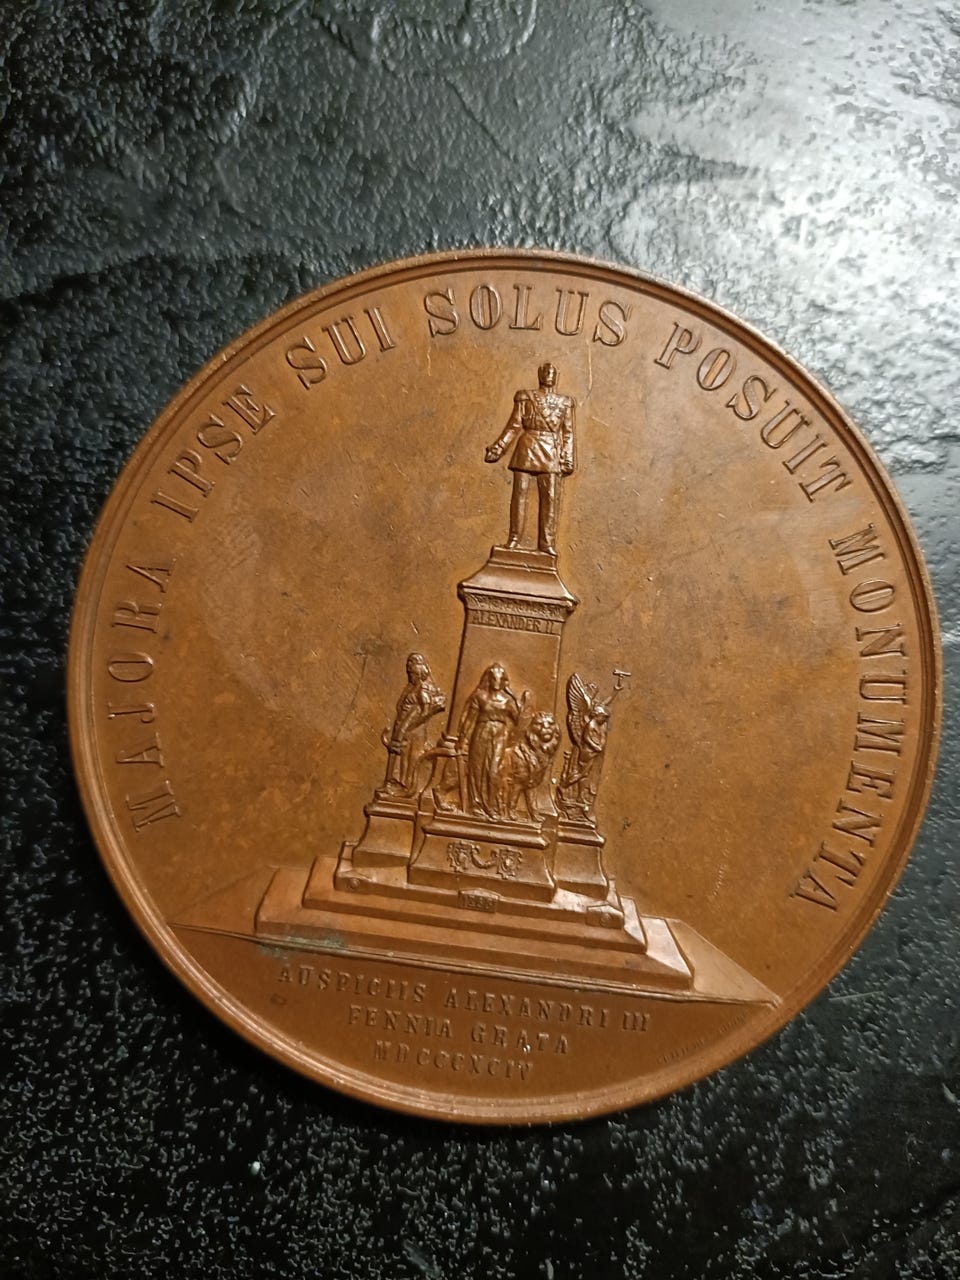 MAJORA IPSE SUI SOLUS POSUIT MONUMENTA
ALEXANDER II
AUSPICIIS ALEXANDRI III
FENNIA GRATA
MDCCCXCIV